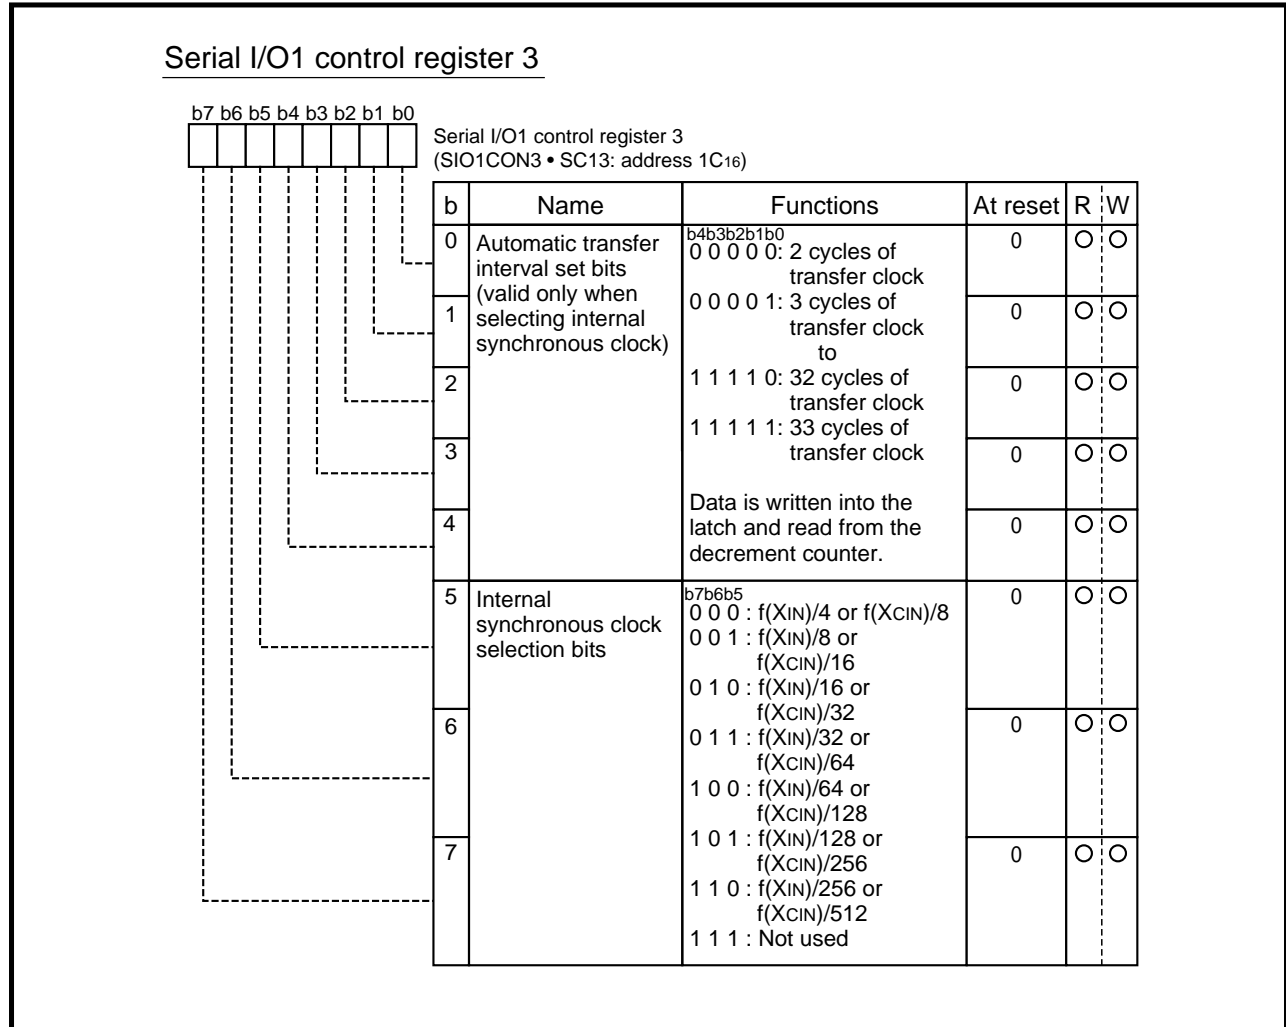 Serial I/O1 control register 3
b7 b6 b5 b4 b3 b2 b1 b0
Serial I/O1 control register 3
(SIO1CON3 • SC13: address 1C16)
b Name Functions At reset R W
0 Automatic transfer
interval set bits
(valid only when
selecting internal
synchronous clock)
b4b3b2b1b0
0 0 0 0 0: 2 cycles of
transfer clock
0 0 0 0 1: 3 cycles of
transfer clock
to
1 1 1 1 0: 32 cycles of
transfer clock
1 1 1 1 1: 33 cycles of
transfer clock
Data is written into the
latch and read from the
decrement counter.
0 ○ ○
1 0 ○ ○
2 0 ○ ○
3 0 ○ ○
4 0 ○ ○
5 Internal
synchronous clock
selection bits
b7b6b5
0 0 0 : f(XIN)/4 or f(XCIN)/8
0 0 1 : f(XIN)/8 or
f(XCIN)/16
0 1 0 : f(XIN)/16 or
f(XCIN)/32
0 1 1 : f(XIN)/32 or
f(XCIN)/64
1 0 0 : f(XIN)/64 or
f(XCIN)/128
1 0 1 : f(XIN)/128 or
f(XCIN)/256
1 1 0 : f(XIN)/256 or
f(XCIN)/512
1 1 1 : Not used
0 ○ ○
6 0 ○ ○
7 0 ○ ○